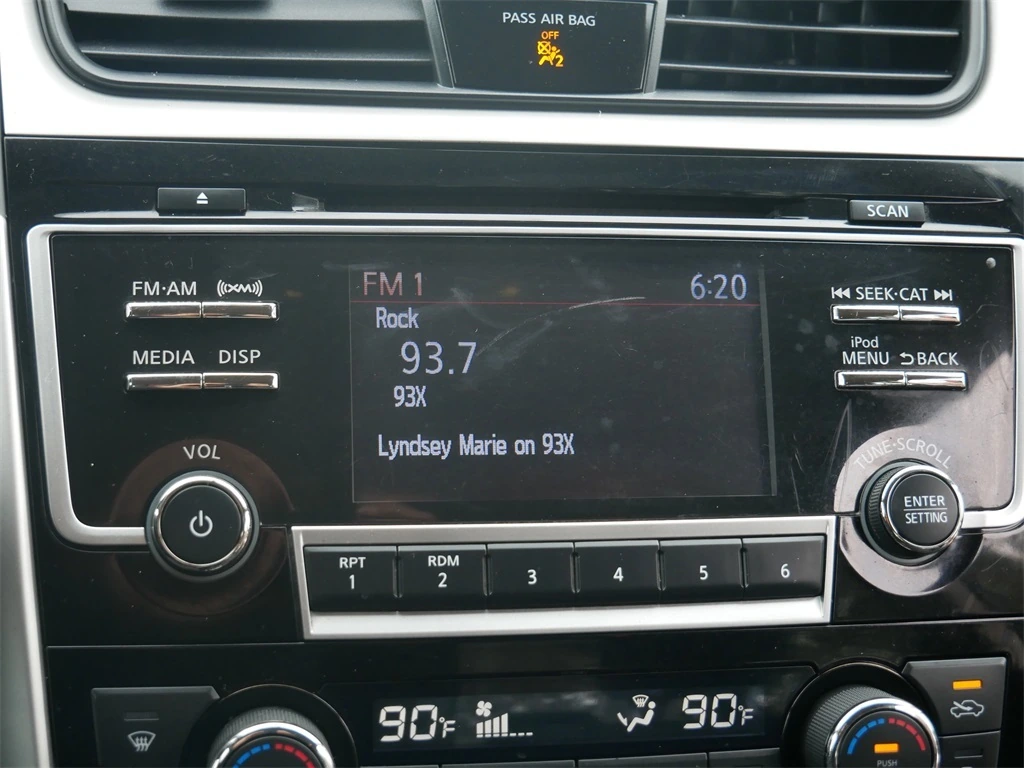 PASS AIR BAG
OFF
2
SCAN
FM·AM ((XM))
FM 1 6:20
SEEK·CAT
Rock
93.7
iPod
MEDIA DISP
MENU BACK
93X
Lyndsey Marie on 93X
VOL
TUNE·SCROLL
ENTER
SETTING
RPT RDM
1 2 3 4 5 6
90°F 90°F
PUSH